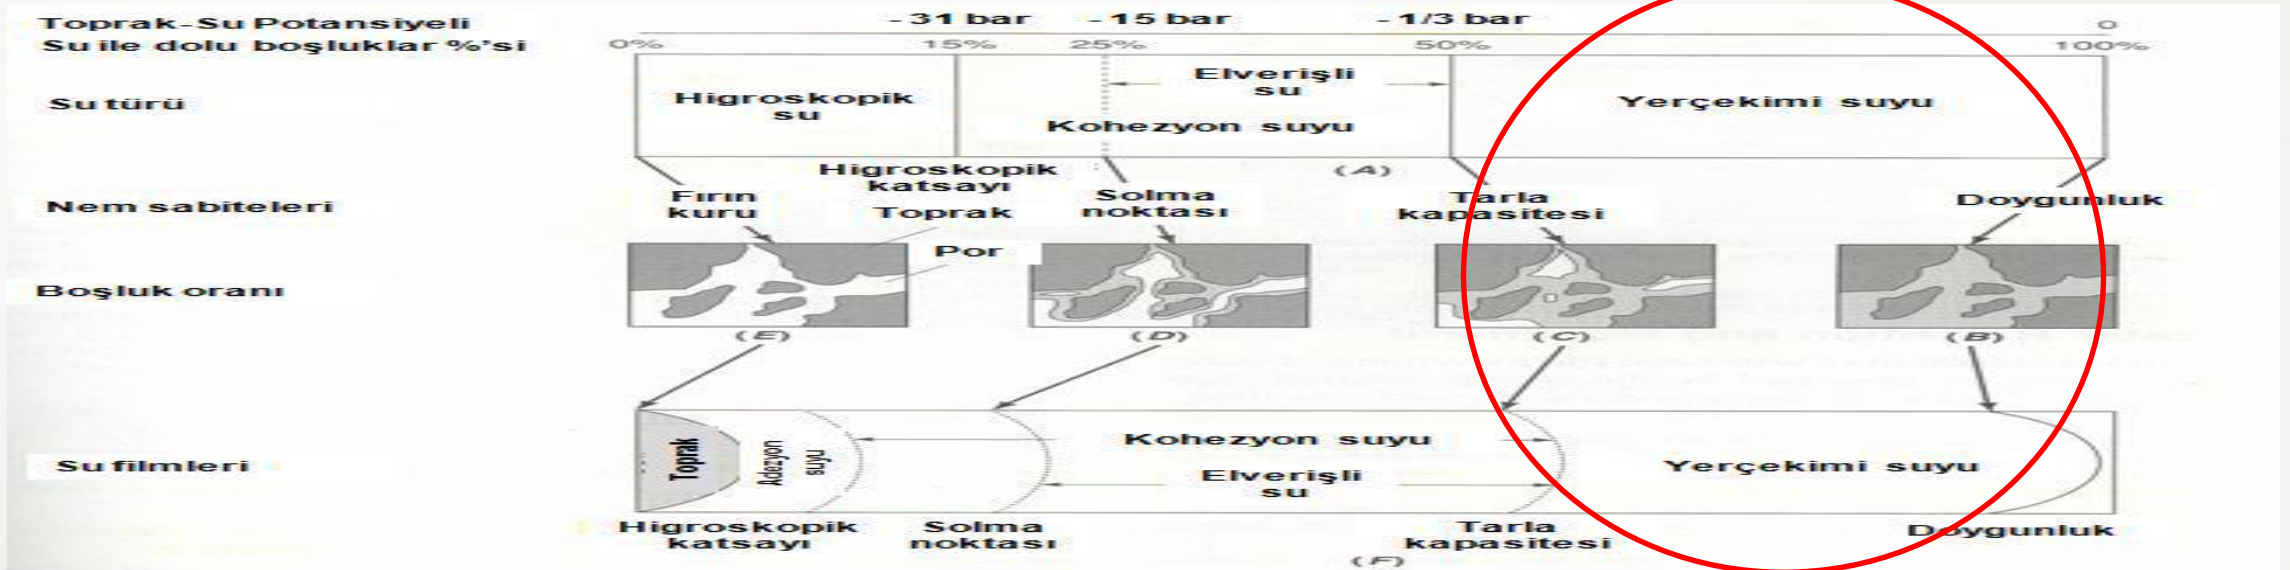 Toprak-Su Potansiyeli - 31 bar - 15 bar - 1/3 bar 0
Su ile dolu boşluklar %'si 0% 15% 25% 50% 100%
Su türü
Higroskopik
su
Elverişli
su
Kohezyon suyu
Yerçekimi suyu
(A)
Nem sabiteleri
Fırın
kuru
Higroskopik
katsayı
Toprak
Solma
noktası
Tarla
kapasitesi
Doygunluk
Por
Boşluk oranı
(E) (D) (C) (B)
Su filmleri
Toprak
Adezyon
suyu
Kohezyon suyu
Elverişli
su
Yerçekimi suyu
Higroskopik
katsayı
Solma
noktası
Tarla
kapasitesi
Doygunluk
(F)